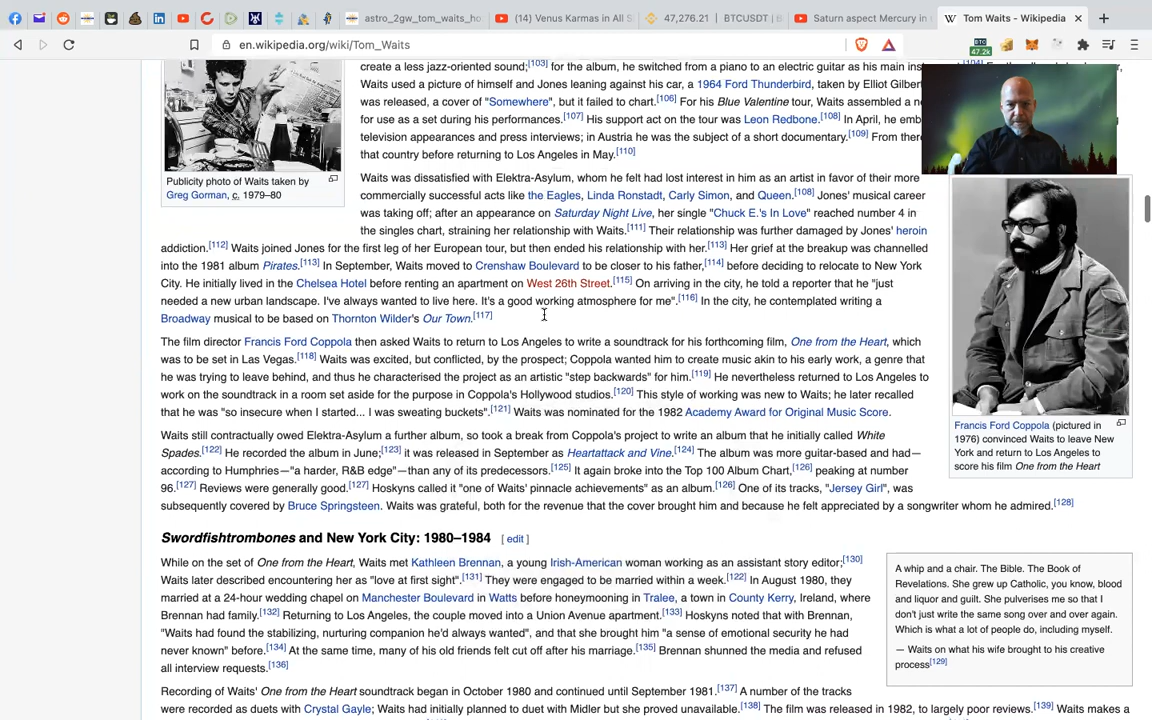 astro_2gw_tom_waits_ho
(14) Venus Karmas in All S
47,276.21 | BTCUSDT | B
Saturn aspect Mercury in
Tom Waits - Wikipedia
en.wikipedia.org/wiki/Tom_Waits
BTC
47.2k
create a less jazz-oriented sound;[103] for the album, he switched from a piano to an electric guitar as his main ins
Waits used a picture of himself and Jones leaning against his car, a 1964 Ford Thunderbird, taken by Elliot Gilbert
was released, a cover of "Somewhere", but it failed to chart.[106] For his Blue Valentine tour, Waits assembled a n
for use as a set during his performances.[107] His support act on the tour was Leon Redbone.[108] In April, he emb
television appearances and press interviews; in Austria he was the subject of a short documentary.[109] From ther
that country before returning to Los Angeles in May.[110]
Publicity photo of Waits taken by
Greg Gorman, c. 1979–80
Waits was dissatisfied with Elektra-Asylum, whom he felt had lost interest in him as an artist in favor of their more
commercially successful acts like the Eagles, Linda Ronstadt, Carly Simon, and Queen.[108] Jones' musical career
was taking off; after an appearance on Saturday Night Live, her single "Chuck E.'s In Love" reached number 4 in
the singles chart, straining her relationship with Waits.[111] Their relationship was further damaged by Jones' heroin
addiction.[112] Waits joined Jones for the first leg of her European tour, but then ended his relationship with her.[113] Her grief at the breakup was channelled
into the 1981 album Pirates.[113] In September, Waits moved to Crenshaw Boulevard to be closer to his father,[114] before deciding to relocate to New York
City. He initially lived in the Chelsea Hotel before renting an apartment on West 26th Street.[115] On arriving in the city, he told a reporter that he "just
needed a new urban landscape. I've always wanted to live here. It's a good working atmosphere for me".[116] In the city, he contemplated writing a
Broadway musical to be based on Thornton Wilder's Our Town.[117]
The film director Francis Ford Coppola then asked Waits to return to Los Angeles to write a soundtrack for his forthcoming film, One from the Heart, which
was to be set in Las Vegas.[118] Waits was excited, but conflicted, by the prospect; Coppola wanted him to create music akin to his early work, a genre that
he was trying to leave behind, and thus he characterised the project as an artistic "step backwards" for him.[119] He nevertheless returned to Los Angeles to
work on the soundtrack in a room set aside for the purpose in Coppola's Hollywood studios.[120] This style of working was new to Waits; he later recalled
that he was "so insecure when I started... I was sweating buckets".[121] Waits was nominated for the 1982 Academy Award for Original Music Score.
Francis Ford Coppola (pictured in
1976) convinced Waits to leave New
York and return to Los Angeles to
score his film One from the Heart
Waits still contractually owed Elektra-Asylum a further album, so took a break from Coppola's project to write an album that he initially called White
Spades.[122] He recorded the album in June;[123] it was released in September as Heartattack and Vine.[124] The album was more guitar-based and had—
according to Humphries—"a harder, R&B edge"—than any of its predecessors.[125] It again broke into the Top 100 Album Chart,[126] peaking at number
96.[127] Reviews were generally good.[127] Hoskyns called it "one of Waits' pinnacle achievements" as an album.[126] One of its tracks, "Jersey Girl", was
subsequently covered by Bruce Springsteen. Waits was grateful, both for the revenue that the cover brought him and because he felt appreciated by a songwriter whom he admired.[128]
Swordfishtrombones and New York City: 1980–1984 [ edit ]
While on the set of One from the Heart, Waits met Kathleen Brennan, a young Irish-American woman working as an assistant story editor;[130]
Waits later described encountering her as "love at first sight".[131] They were engaged to be married within a week.[122] In August 1980, they
married at a 24-hour wedding chapel on Manchester Boulevard in Watts before honeymooning in Tralee, a town in County Kerry, Ireland, where
Brennan had family.[132] Returning to Los Angeles, the couple moved into a Union Avenue apartment.[133] Hoskyns noted that with Brennan,
"Waits had found the stabilizing, nurturing companion he'd always wanted", and that she brought him "a sense of emotional security he had
never known" before.[134] At the same time, many of his old friends felt cut off after his marriage.[135] Brennan shunned the media and refused
all interview requests.[136]
A whip and a chair. The Bible. The Book of
Revelations. She grew up Catholic, you know, blood
and liquor and guilt. She pulverises me so that I
don't just write the same song over and over again.
Which is what a lot of people do, including myself.
— Waits on what his wife brought to his creative
process[129]
Recording of Waits' One from the Heart soundtrack began in October 1980 and continued until September 1981.[137] A number of the tracks
were recorded as duets with Crystal Gayle; Waits had initially planned to duet with Midler but she proved unavailable.[138] The film was released in 1982, to largely poor reviews.[139] Waits makes a